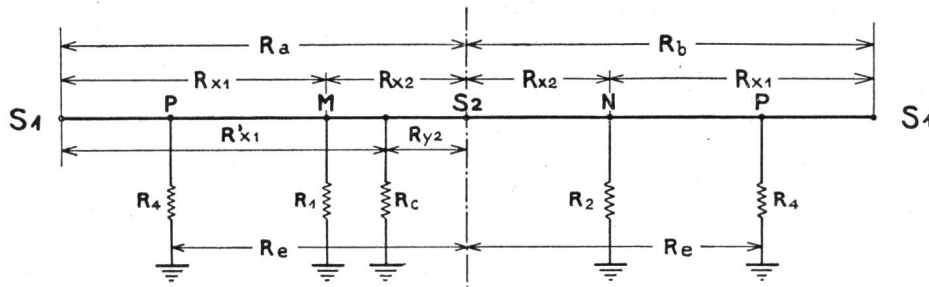 Ra Rb
Rx1 Rx2 Rx2 Rx1
S1 P M S2 N P S1
R'x1 Ry2
R4 R1 Rc R2 R4
Re Re